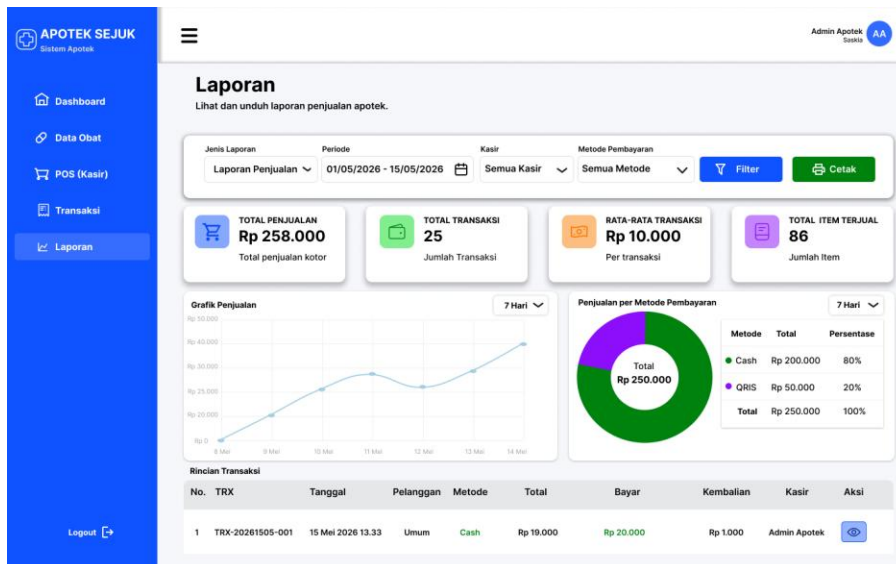 APOTEK SEJUK
Sistem Apotek
Admin Apotek
Saskia
AA
Dashboard
Data Obat
POS (Kasir)
Transaksi
Laporan
Logout
Laporan
Lihat dan unduh laporan penjualan apotek.
Jenis Laporan Periode Kasir Metode Pembayaran
Laporan Penjualan 01/05/2026 - 15/05/2026 Semua Kasir Semua Metode Filter Cetak
TOTAL PENJUALAN
Rp 258.000
Total penjualan kotor
TOTAL TRANSAKSI
25
Jumlah Transaksi
RATA-RATA TRANSAKSI
Rp 10.000
Per transaksi
TOTAL ITEM TERJUAL
86
Jumlah Item
Grafik Penjualan 7 Hari
Rp 50.000
Rp 40.000
Rp 30.000
Rp 25.000
Rp 20.000
Rp 0
8 Mei 9 Mei 10 Mei 11 Mei 12 Mei 13 Mei 14 Mei
Penjualan per Metode Pembayaran 7 Hari
Total
Rp 250.000
Metode Total Persentase
Cash Rp 200.000 80%
QRIS Rp 50.000 20%
Total Rp 250.000 100%
Rincian Transaksi
No. TRX Tanggal Pelanggan Metode Total Bayar Kembalian Kasir Aksi
1 TRX-20261505-001 15 Mei 2026 13.33 Umum Cash Rp 19.000 Rp 20.000 Rp 1.000 Admin Apotek